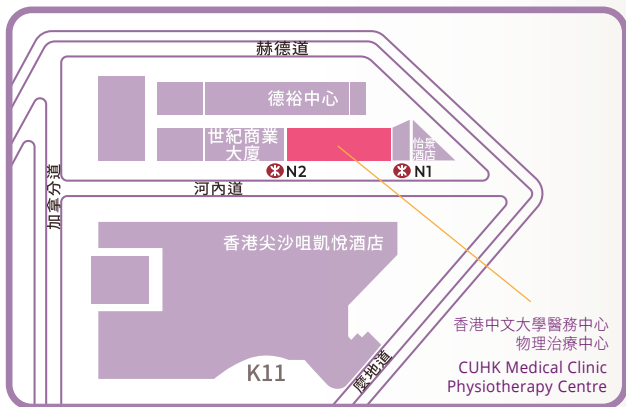 赫德道
德裕中心
世紀商業
大廈
怡景
酒店
N2
N1
加拿分道
河內道
香港尖沙咀凱悅酒店
香港中文大學醫務中心
物理治療中心
CUHK Medical Clinic
Physiotherapy Centre
K11
麼地道